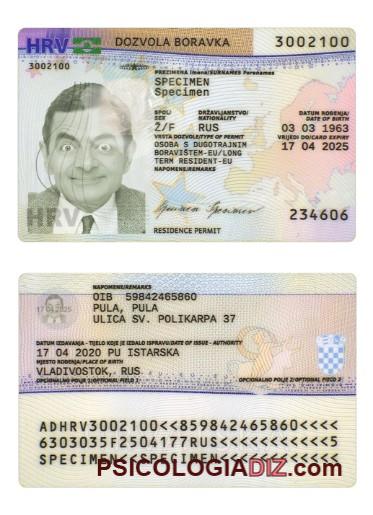 HRV DOZVOLA BORAVKA 3002100
3002100
PREZIMENA Imena/SURNAMES Forenames
SPECIMEN
Specimen
SPOL/ DRŽAVLJANSTVO/ DATUM ROĐENJA/
SEX NATIONALITY DATE OF BIRTH
Ž/F RUS 03 03 1963
VRSTA DOZVOLE/TYPE OF PERMIT VRIJEDI DO/CARD EXPIRY
OSOBA S DUGOTRAJNIM 17 04 2025
BORAVIŠTEM-EU/LONG
TERM RESIDENT-EU
NAPOMENE/REMARKS
HRV
Specimen Specimen
234606
RESIDENCE PERMIT
NAPOMENE/REMARKS
OIB 59842465860
17 04 2025
PULA, PULA
ULICA SV. POLIKARPA 37
DATUM IZDAVANJA - TIJELO KOJE JE IZDALO ISPRAVU/DATE OF ISSUE - AUTHORITY
17 04 2020 PU ISTARSKA
MJESTO ROĐENJA/PLACE OF BIRTH
VLADIVOSTOK, RUS
OPCIONALNO POLJE 1/OPTIONAL FIELD 1 OPCIONALNO POLJE 2/OPTIONAL FIELD 2
ADHRV3002100<<859842465860<<<<
6303035F2504177RUS<<<<<<<<<<<5
SPECIMEN<<SPECIMEN<<<<<<<<<<<<
PSICOLOGIADIZ.com